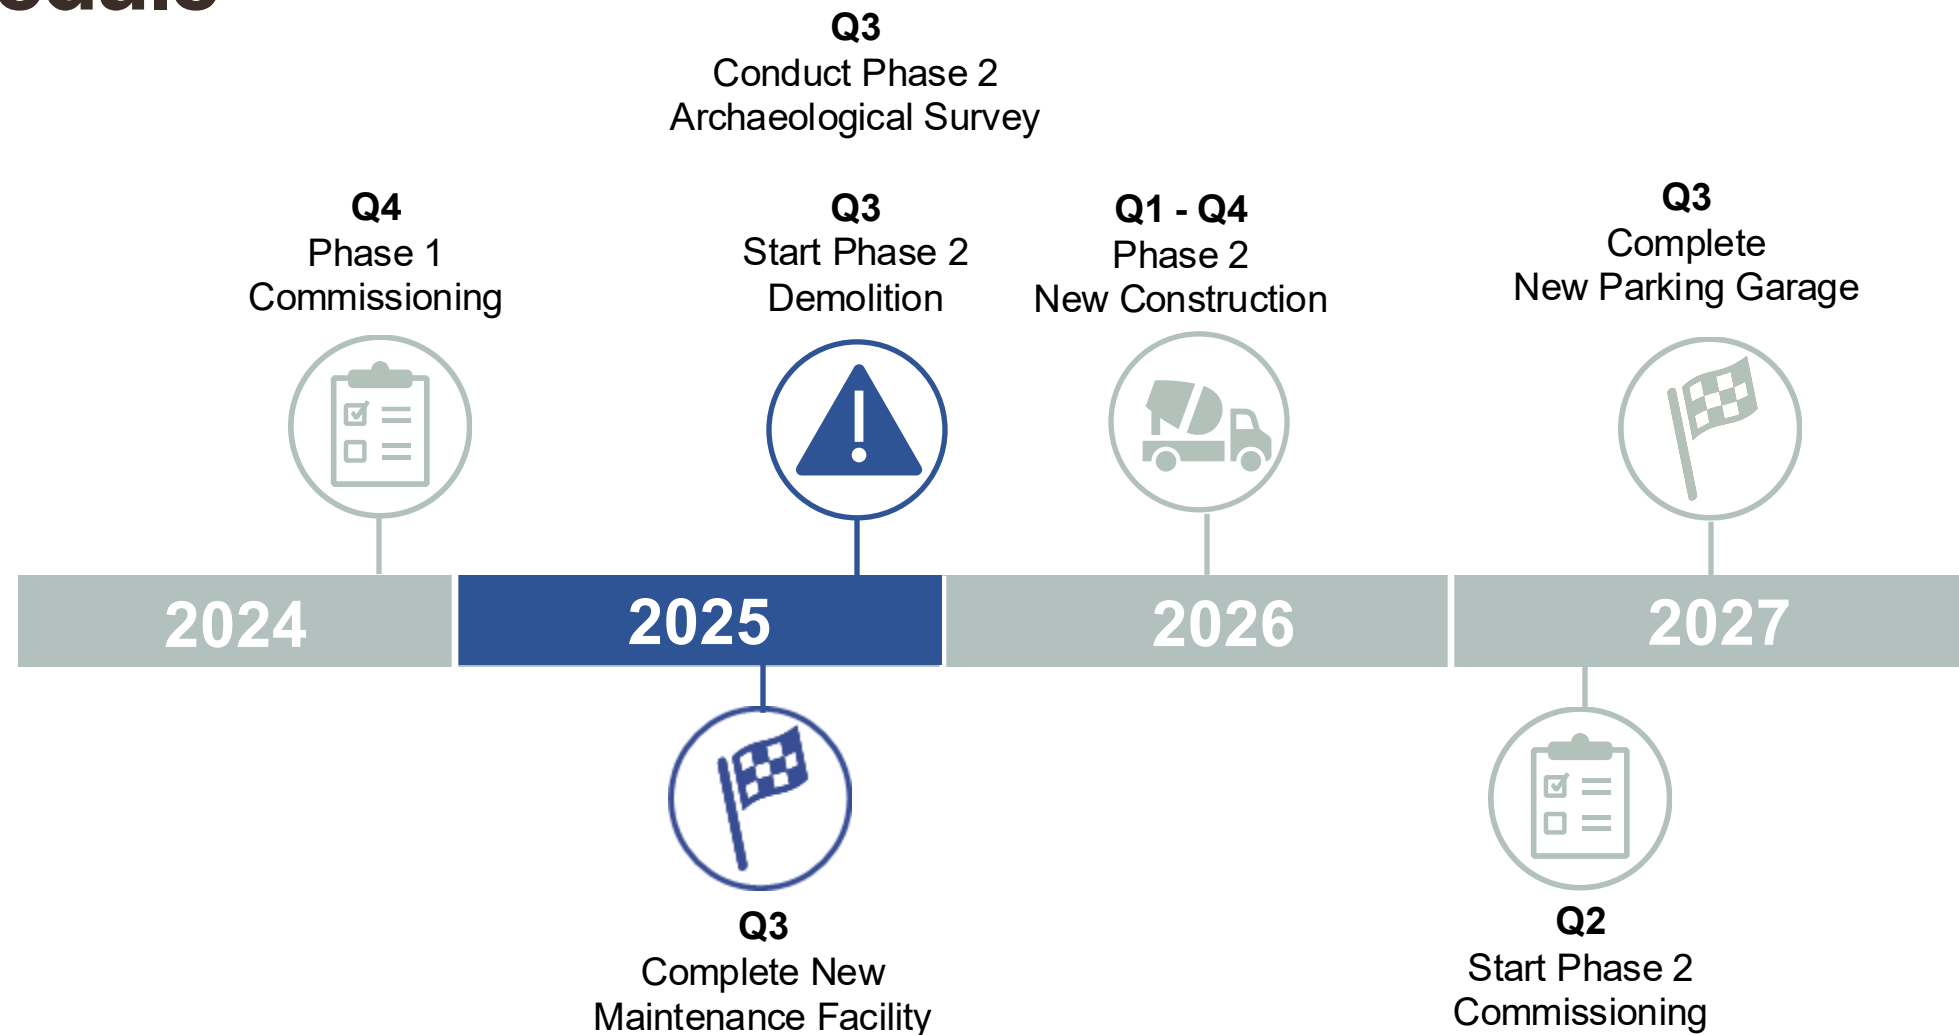 Q3
Conduct Phase 2
Archaeological Survey
Q4
Phase 1
Commissioning
Q3
Start Phase 2
Demolition
Q1 - Q4
Phase 2
New Construction
Q3
Complete
New Parking Garage
2024
2025
2026
2027
Q3
Complete New
Maintenance Facility
Q2
Start Phase 2
Commissioning